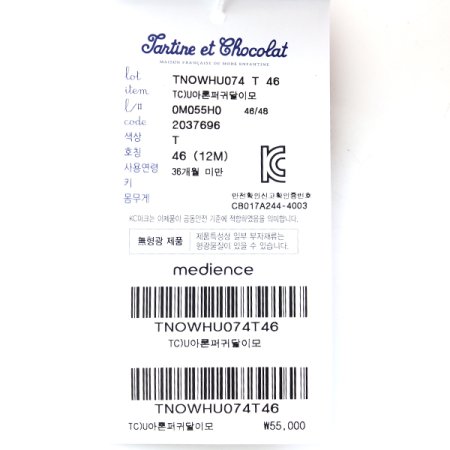 Tartine et Chocolat
MAISON FRANÇAISE DE MODE ENFANTINE
lot TNOWHU074 T 46
item TC)U아론퍼귀달이모
l/# 0M055H0 46/48
code 2037696
색상 T
호칭 46 (12M)
사용연령 36개월 미만
키
몸무게
안전확인신고확인증번호
CB017A244-4003
KC마크는 이제품이 공통안전 기준에 적합하였음을 의미합니다.
無형광 제품
제품특성성 일부 부자재류는
형광물질이 있을 수 있습니다.
medience
TNOWHU074T46
TC)U아론퍼귀달이모
TNOWHU074T46
TC)U아론퍼귀달이모 ₩55,000